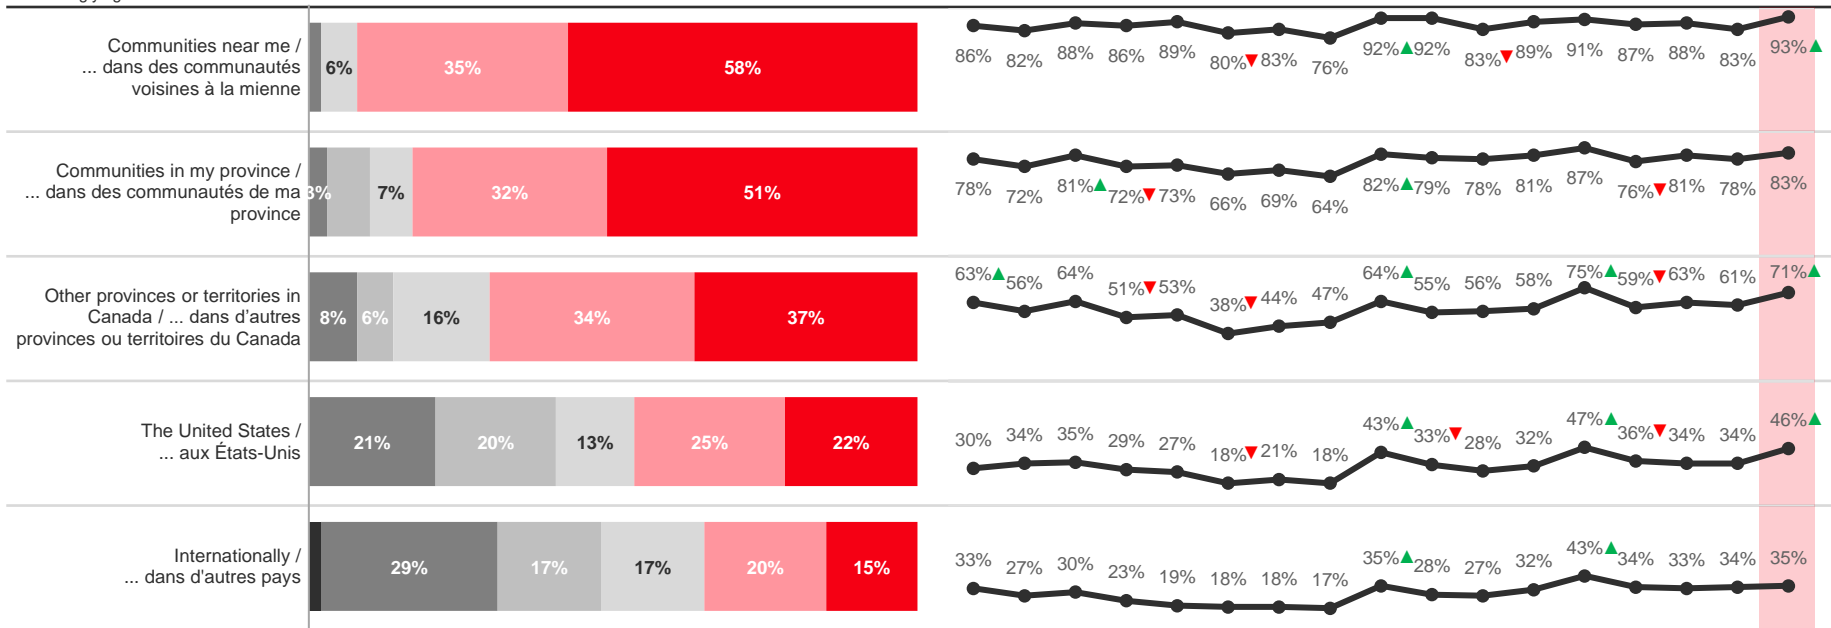 Communities near me /
... dans des communautés
voisines à la mienne
6%
35%
58%
86% 82% 88% 86% 89% 80% 83% 76% 92% 92% 83% 89% 91% 87% 88% 83% 93%
Communities in my province /
... dans des communautés de ma
province
3%
7%
32%
51%
78% 72% 81% 72% 73% 66% 69% 64% 82% 79% 78% 81% 87% 76% 81% 78% 83%
Other provinces or territories in
Canada / ... dans d’autres
provinces ou territoires du Canada
8%
6%
16%
34%
37%
63% 56% 64% 51% 53% 38% 44% 47% 64% 55% 56% 58% 75% 59% 63% 61% 71%
The United States /
... aux États-Unis
21%
20%
13%
25%
22%
30% 34% 35% 29% 27% 18% 21% 18% 43% 33% 28% 32% 47% 36% 34% 34% 46%
Internationally /
... dans d'autres pays
29%
17%
17%
20%
15%
33% 27% 30% 23% 19% 18% 18% 17% 35% 28% 27% 32% 43% 34% 33% 34% 35%